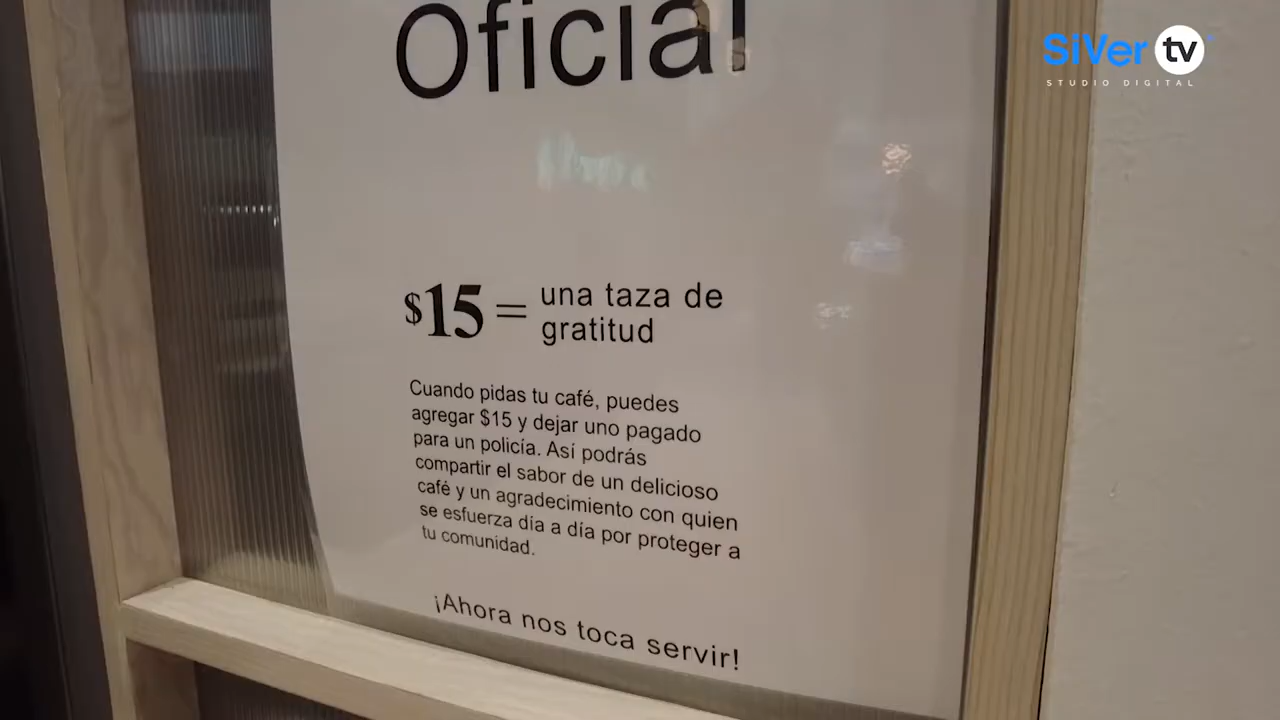 Oficial
SiVer tv
STUDIO DIGITAL
$15 = una taza de
gratitud
Cuando pidas tu café, puedes
agregar $15 y dejar uno pagado
para un policía. Así podrás
compartir el sabor de un delicioso
café y un agradecimiento con quien
se esfuerza día a día por proteger a
tu comunidad.
¡Ahora nos toca servir!